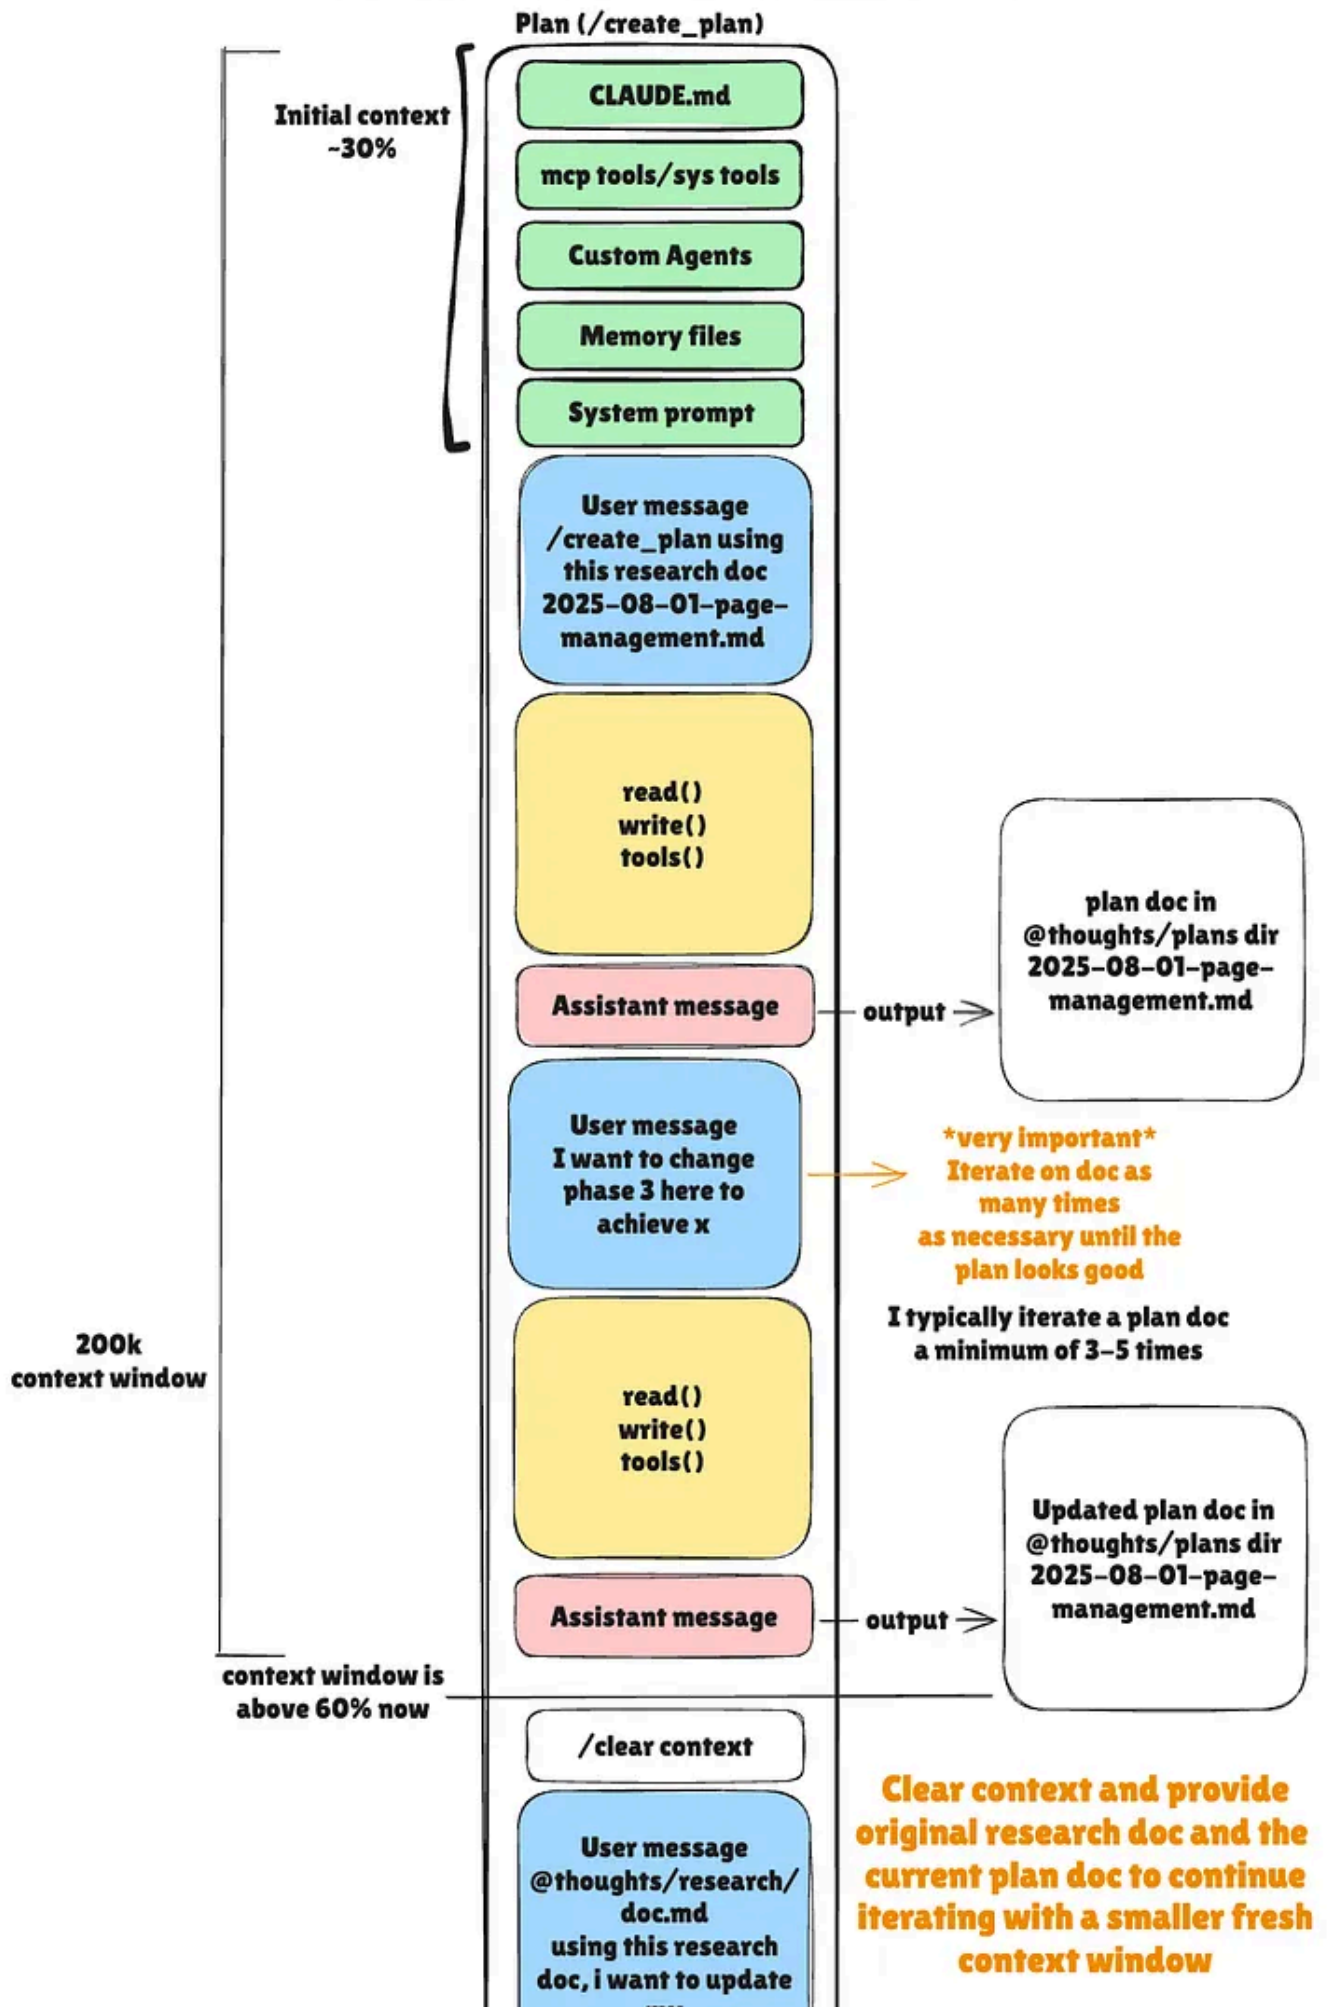 Plan (/create_plan)
Initial context
~30%
CLAUDE.md
mcp tools/sys tools
Custom Agents
Memory files
System prompt
User message
/create_plan using
this research doc
2025-08-01-page-
management.md
read()
write()
tools()
plan doc in
@thoughts/plans dir
2025-08-01-page-
management.md
Assistant message
output
User message
I want to change
phase 3 here to
achieve x
*very important*
Iterate on doc as
many times
as necessary until the
plan looks good
I typically iterate a plan doc
a minimum of 3-5 times
200k
context window
read()
write()
tools()
Updated plan doc in
@thoughts/plans dir
2025-08-01-page-
management.md
Assistant message
output
context window is
above 60% now
/clear context
Clear context and provide
original research doc and the
current plan doc to continue
iterating with a smaller fresh
context window
User message
@thoughts/research/
doc.md
using this research
doc, i want to update